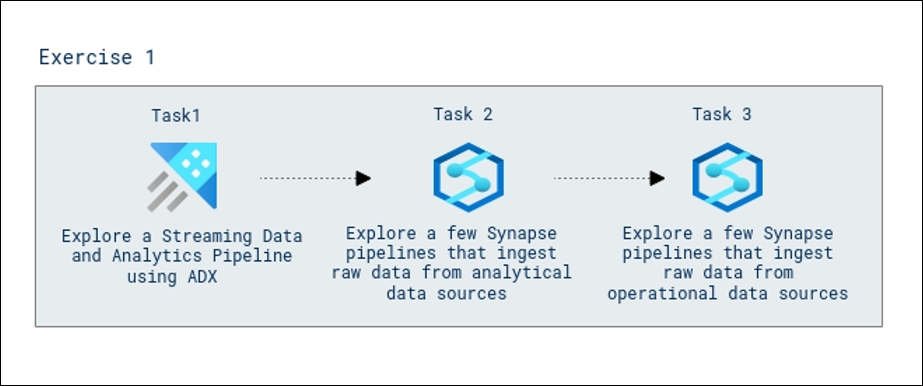 Exercise 1
Task1
Explore a Streaming Data
and Analytics Pipeline
using ADX
Task 2
Explore a few Synapse
pipelines that ingest
raw data from analytical
data sources
Task 3
Explore a few Synapse
pipelines that ingest
raw data from
operational data sources